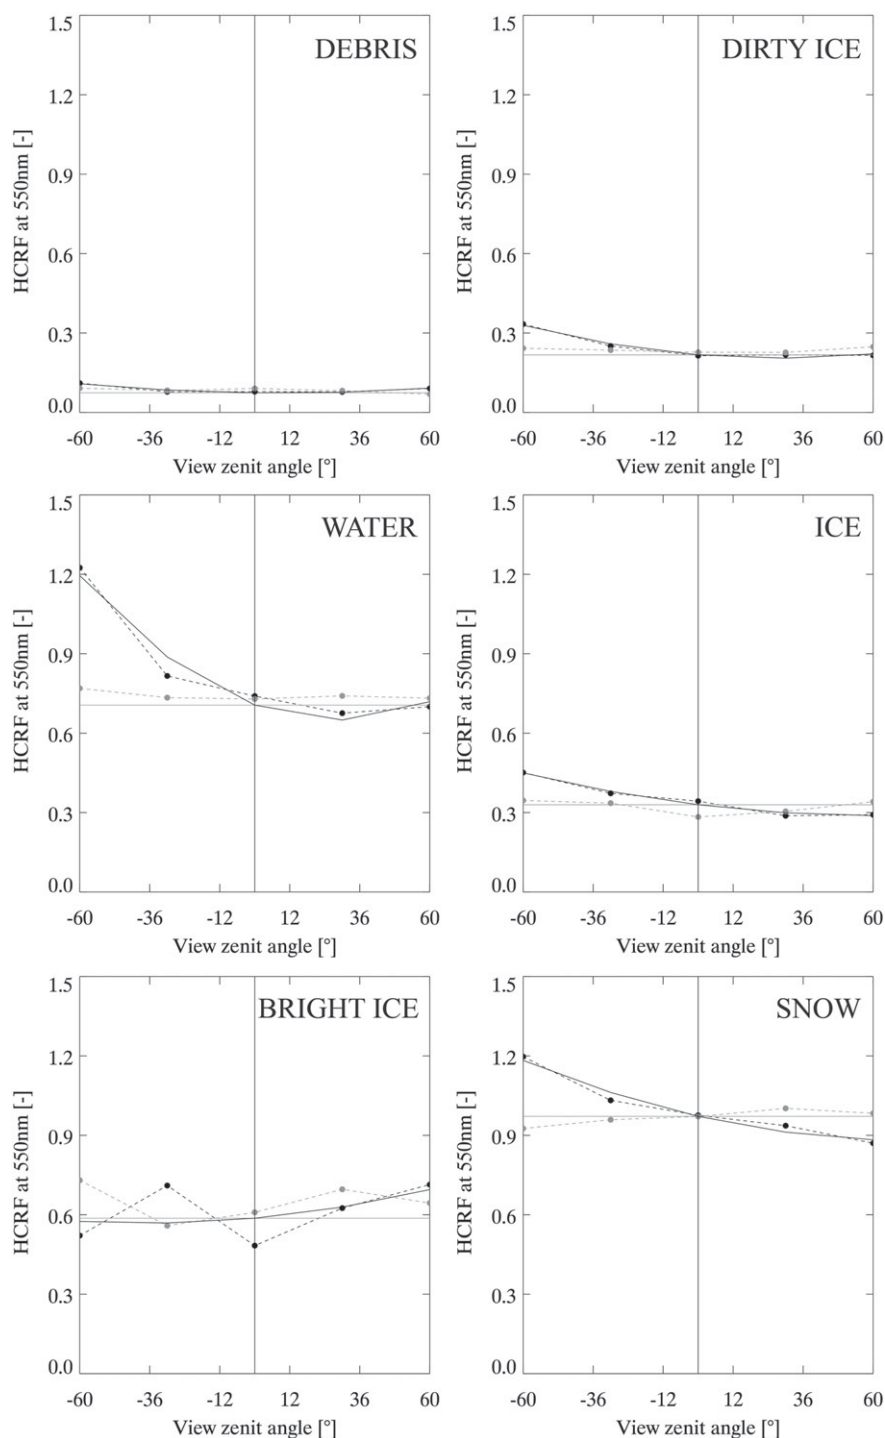 DEBRIS
HCRF at 550nm [-]
1.5
1.2
0.9
0.6
0.3
0.0
-60 -36 -12 12 36 60
View zenit angle [°]
DIRTY ICE
HCRF at 550nm [-]
1.5
1.2
0.9
0.6
0.3
0.0
-60 -36 -12 12 36 60
View zenit angle [°]
WATER
HCRF at 550nm [-]
1.5
1.2
0.9
0.6
0.3
0.0
-60 -36 -12 12 36 60
View zenit angle [°]
ICE
HCRF at 550nm [-]
1.5
1.2
0.9
0.6
0.3
0.0
-60 -36 -12 12 36 60
View zenit angle [°]
BRIGHT ICE
HCRF at 550nm [-]
1.5
1.2
0.9
0.6
0.3
0.0
-60 -36 -12 12 36 60
View zenit angle [°]
SNOW
HCRF at 550nm [-]
1.5
1.2
0.9
0.6
0.3
0.0
-60 -36 -12 12 36 60
View zenit angle [°]